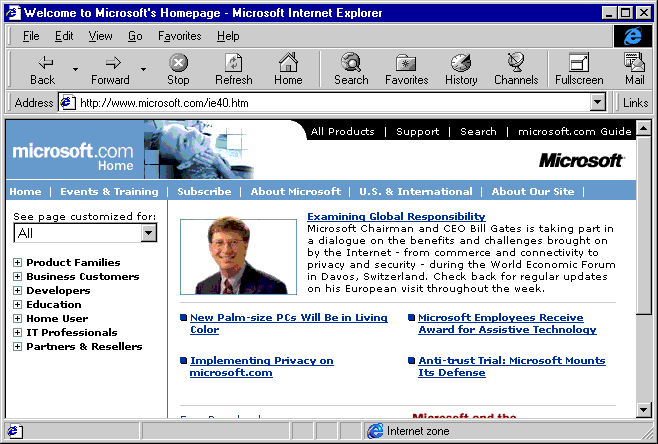 Welcome to Microsoft's Homepage - Microsoft Internet Explorer
File Edit View Go Favorites Help
Back Forward Stop Refresh Home Search Favorites History Channels Fullscreen Mail
Address http://www.microsoft.com/ie40.htm Links
All Products | Support | Search | microsoft.com Guide
microsoft.com
Home
Microsoft
Home | Events & Training | Subscribe | About Microsoft | U.S. & International | About Our Site |
See page customized for:
All
Product Families
Business Customers
Developers
Education
Home User
IT Professionals
Partners & Resellers
Examining Global Responsibility
Microsoft Chairman and CEO Bill Gates is taking part in
a dialogue on the benefits and challenges brought on
by the Internet - from commerce and connectivity to
privacy and security - during the World Economic Forum
in Davos, Switzerland. Check back for regular updates
on his European visit throughout the week.
New Palm-size PCs Will Be in Living
Color
Microsoft Employees Receive
Award for Assistive Technology
Implementing Privacy on
microsoft.com
Anti-trust Trial: Microsoft Mounts
Its Defense
Microsoft and the
Internet zone